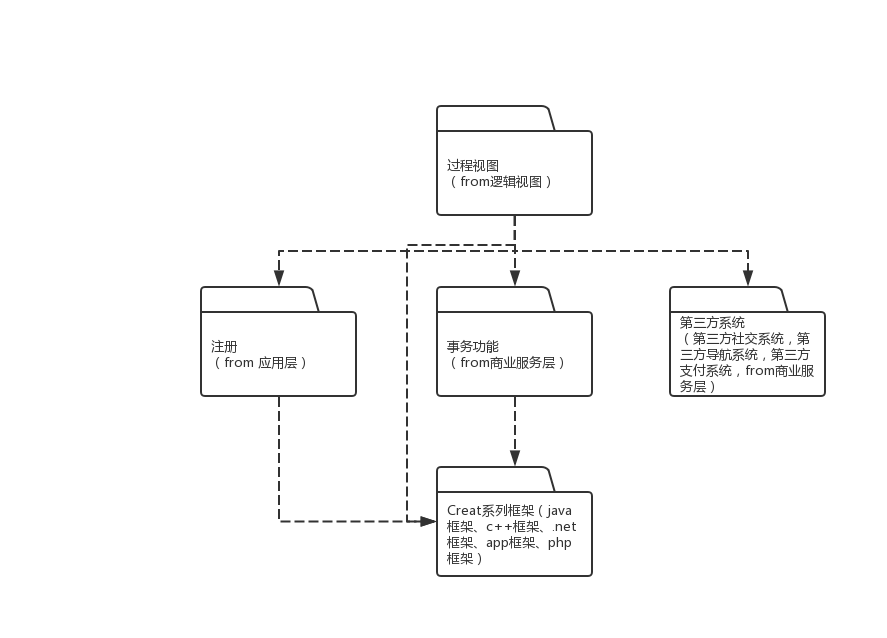 过程视图
（from逻辑视图）
注册
（from 应用层）
事务功能
（from商业服务层）
第三方系统
（第三方社交系统，第
三方导航系统，第三方
支付系统，from商业服
务层）
Creat系列框架（java
框架、c++框架、.net
框架、app框架、php
框架）